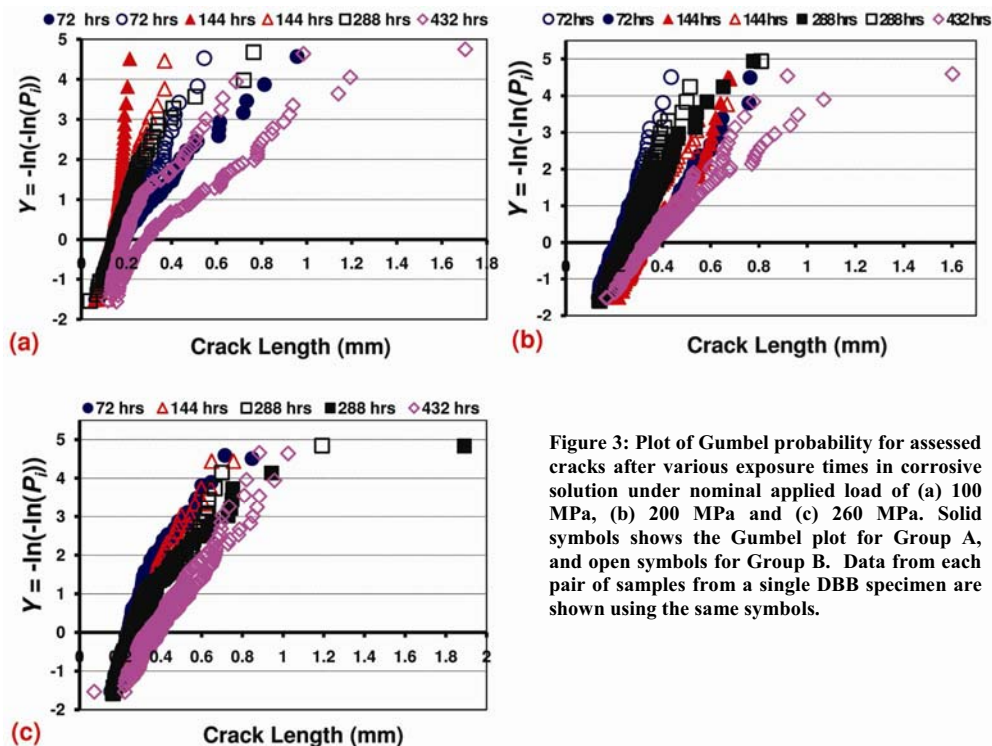 72 hrs 72 hrs 144 hrs 144 hrs 288 hrs 432 hrs
Y = -ln(-ln(Pi))
5
4
3
2
1
0
-1
-2
0 0.2 0.4 0.6 0.8 1 1.2 1.4 1.6 1.8
Crack Length (mm)
(a)
72hrs 72hrs 144hrs 144hrs 288hrs 288hrs 432hrs
Y = -ln(-ln(Pi))
5
4
3
2
1
0
-1
-2
0 0.2 0.4 0.6 0.8 1 1.2 1.4 1.6
Crack Length (mm)
(b)
72 hrs 144 hrs 288 hrs 288 hrs 432 hrs
Y = -ln(-ln(Pi))
5
4
3
2
1
0
-1
-2
0 0.2 0.4 0.6 0.8 1 1.2 1.4 1.6 1.8 2
Crack Length (mm)
(c)
Figure 3: Plot of Gumbel probability for assessed
cracks after various exposure times in corrosive
solution under nominal applied load of (a) 100
MPa, (b) 200 MPa and (c) 260 MPa. Solid
symbols shows the Gumbel plot for Group A,
and open symbols for Group B. Data from each
pair of samples from a single DBB specimen are
shown using the same symbols.